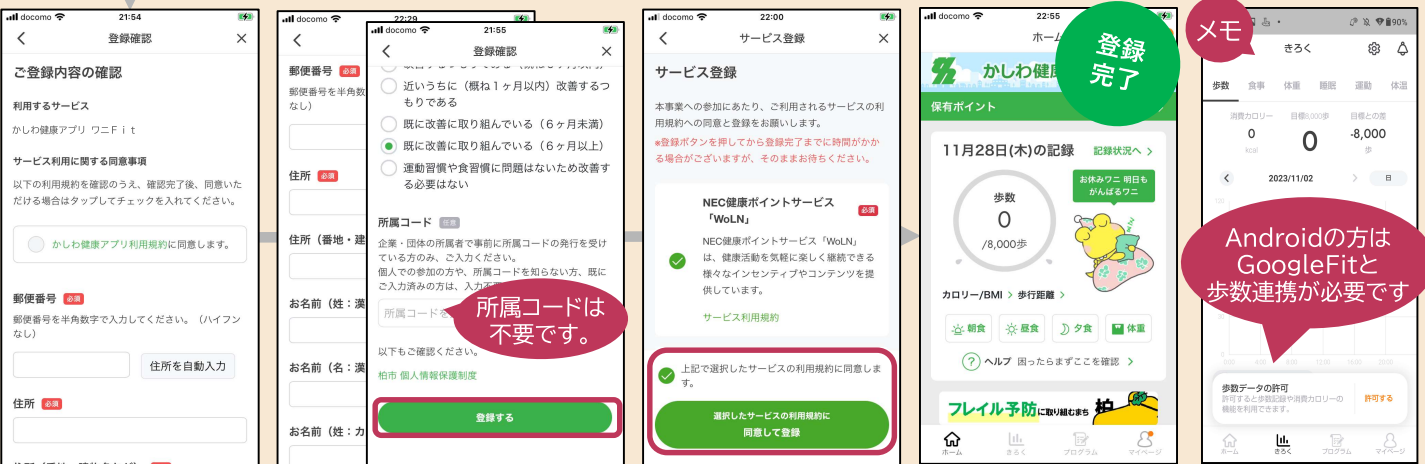 docomo 21:54
登録確認
ご登録内容の確認
利用するサービス
かしわ健康アプリ ワニFit
サービス利用に関する同意事項
以下の利用規約を確認のうえ、確認完了後、同意いた
だける場合はタップしてチェックを入れてください。
かしわ健康アプリ利用規約に同意します。
郵便番号 必須
郵便番号を半角数字で入力してください。（ハイフン
なし）
住所を自動入力
住所 必須
docomo 22:29
郵便番号 必須
郵便番号を半角数
なし）
住所 必須
住所（番地・建
お名前（姓：漢
お名前（名：漢
お名前（姓：カ
docomo 21:55
登録確認
近いうちに（概ね1ヶ月以内）改善するつ
もりである
既に改善に取り組んでいる（6ヶ月未満）
既に改善に取り組んでいる（6ヶ月以上）
運動習慣や食習慣に問題はないため改善す
る必要はない
所属コード 任意
企業・団体の所属者で事前に所属コードの発行を受け
ている方のみ、ご入力ください。
個人での参加の方や、所属コードを知らない方、既に
ご入力済みの方は、入力不
所属コードを
所属コードは
不要です。
以下もご確認ください。
柏市 個人情報保護制度
登録する
docomo 22:00
サービス登録
サービス登録
本事業への参加にあたり、ご利用されるサービスの利
用規約への同意と登録をお願いします。
※登録ボタンを押してから登録完了までに時間がかか
る場合がございますが、そのままお待ちください。
NEC健康ポイントサービス
「WoLN」
必須
NEC健康ポイントサービス「WoLN」
は、健康活動を気軽に楽しく継続できる
様々なインセンティブやコンテンツを提
供しています。
サービス利用規約
上記で選択したサービスの利用規約に同意しま
す。
選択したサービスの利用規約に
同意して登録
docomo 22:55
ホーム
登録
完了
かしわ健康
保有ポイント
11月28日(木)の記録 記録状況へ
歩数
0
/8,000歩
お休みワニ 明日も
がんばるワニ
カロリー/BMI 歩行距離
朝食 昼食 夕食 体重
ヘルプ 困ったらまずここを確認
フレイル予防に取り組むまち 柏
ホーム きろく プログラム マイページ
メモ
90%
きろく
歩数 食事 体重 睡眠 運動 体温
消費カロリー 目標8,000歩 目標との差
0 0 -8,000
kcal 歩
2023/11/02 日
Androidの方は
GoogleFitと
歩数連携が必要です
歩数データの許可
許可すると歩数記録や消費カロリーの
機能を利用できます。
許可する
ホーム きろく プログラム マイページ